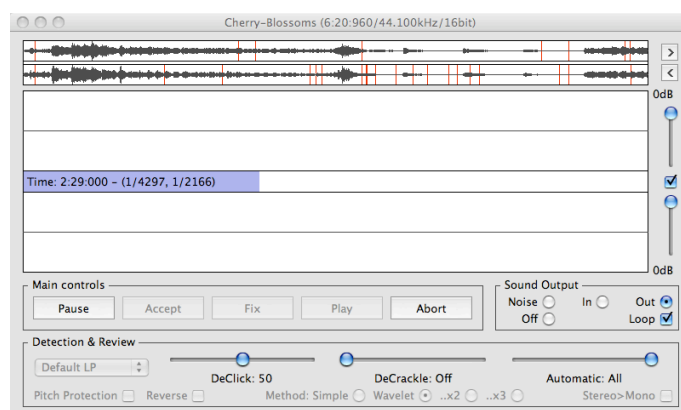 Cherry-Blossoms (6:20:960/44.100kHz/16bit)
>
<
0dB
Time: 2:29:000 - (1/4297, 1/2166)
0dB
Main controls
Pause Accept Fix Play Abort
Sound Output
Noise In Out
Off Loop
Detection & Review
Default LP
DeClick: 50 DeCrackle: Off Automatic: All
Pitch Protection Reverse Method: Simple Wavelet ..x2 ..x3 Stereo>Mono